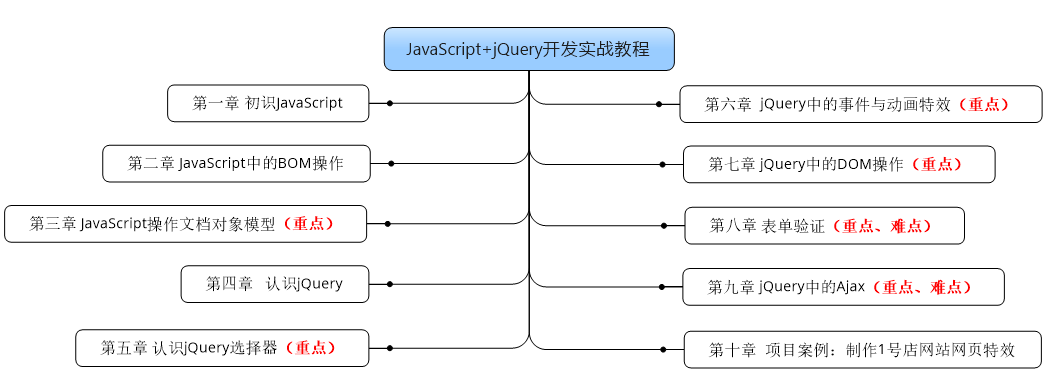 JavaScript+jQuery开发实战教程
第一章 初识JavaScript
第二章 JavaScript中的BOM操作
第三章 JavaScript操作文档对象模型（重点）
第四章 认识jQuery
第五章 认识jQuery选择器（重点）
第六章 jQuery中的事件与动画特效（重点）
第七章 jQuery中的DOM操作（重点）
第八章 表单验证（重点、难点）
第九章 jQuery中的Ajax（重点、难点）
第十章 项目案例：制作1号店网站网页特效